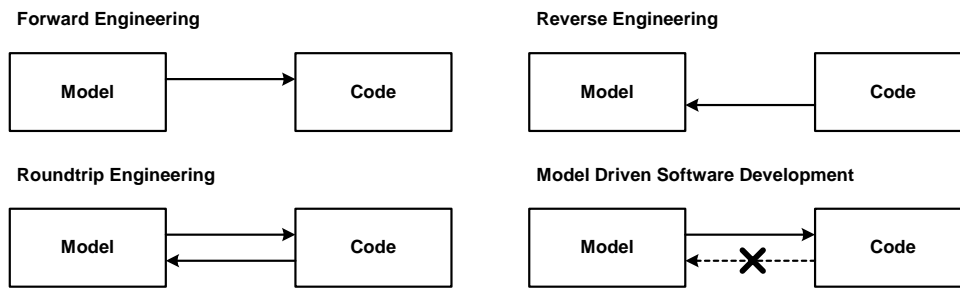 Forward Engineering
Model
Code
Reverse Engineering
Model
Code
Roundtrip Engineering
Model
Code
Model Driven Software Development
Model
Code